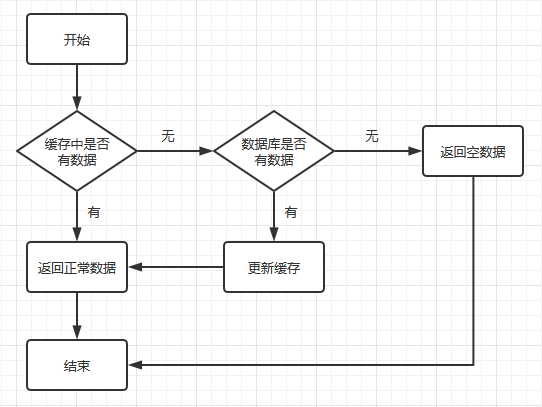 开始
缓存中是否
有数据
无
数据库是否
有数据
无
返回空数据
有
有
返回正常数据
更新缓存
结束